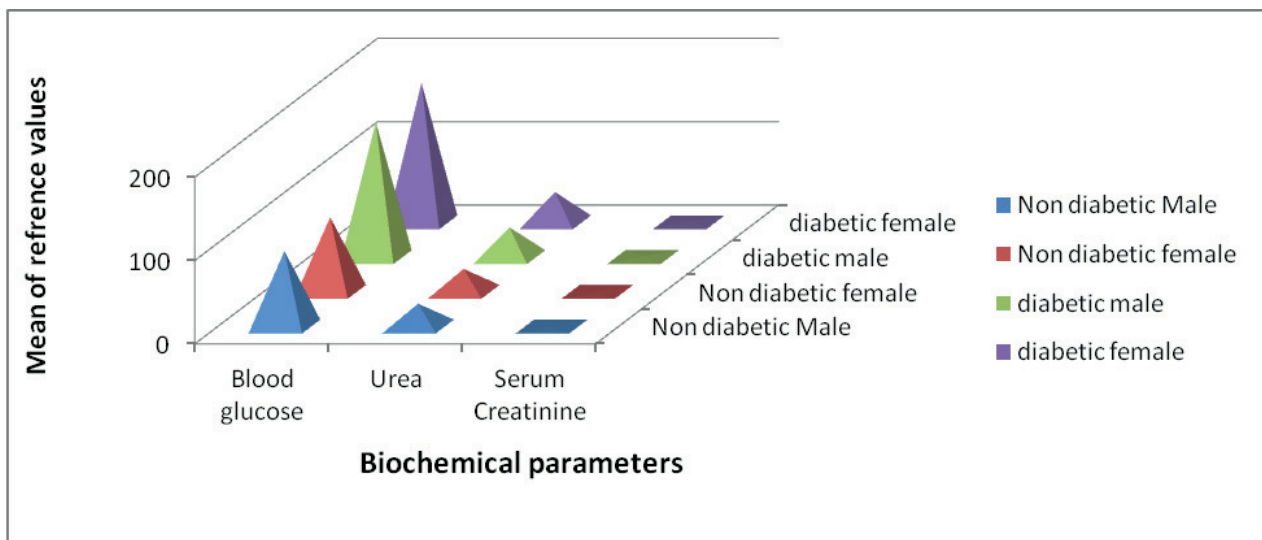 Mean of refrence values
200
100
0
Blood
glucose
Urea
Serum
Creatinine
Biochemical parameters
diabetic female
diabetic male
Non diabetic female
Non diabetic Male
Non diabetic Male
Non diabetic female
diabetic male
diabetic female